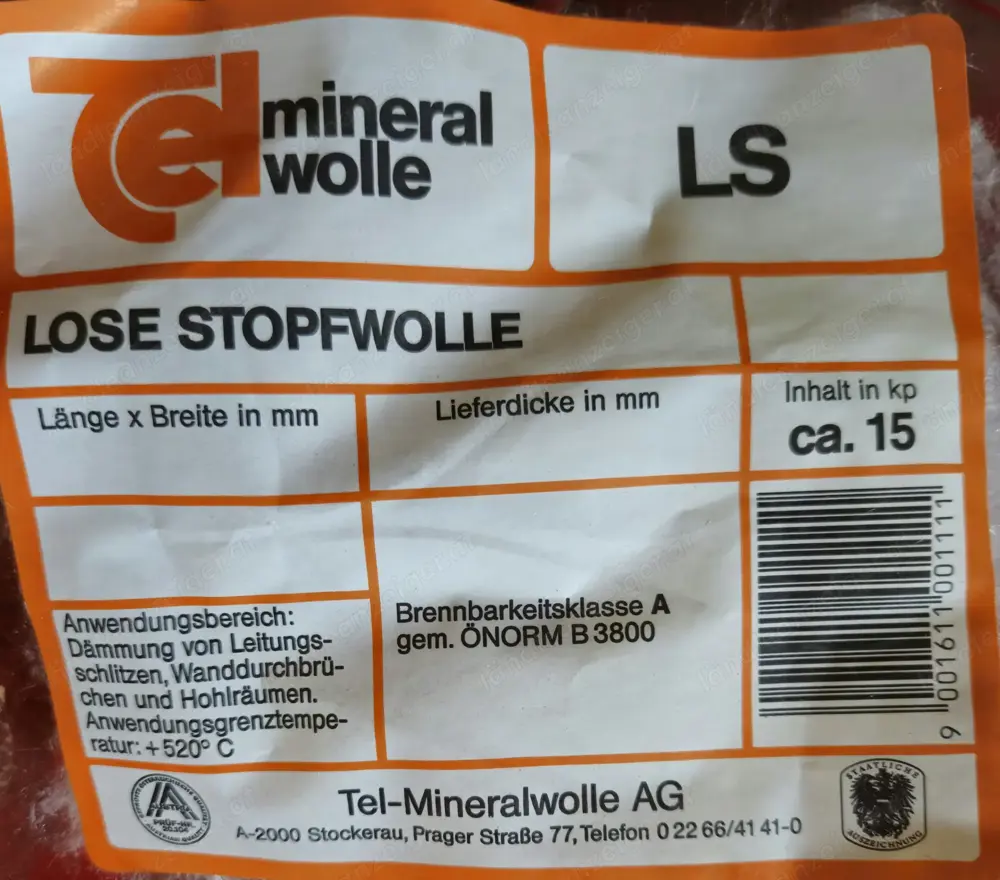 Tel mineral
wolle
LS
LOSE STOPFWOLLE
Länge x Breite in mm
Lieferdicke in mm
Inhalt in kp
ca. 15
Anwendungsbereich:
Dämmung von Leitungs-
schlitzen, Wanddurchbrü-
chen und Hohlräumen.
Anwendungsgrenztempe-
ratur: + 520° C
Brennbarkeitsklasse A
gem. ÖNORM B 3800
9 001611 001111
Tel-Mineralwolle AG
A-2000 Stockerau, Prager Straße 77, Telefon 0 22 66/41 41-0
STAATLICHE
AUSZEICHNUNG